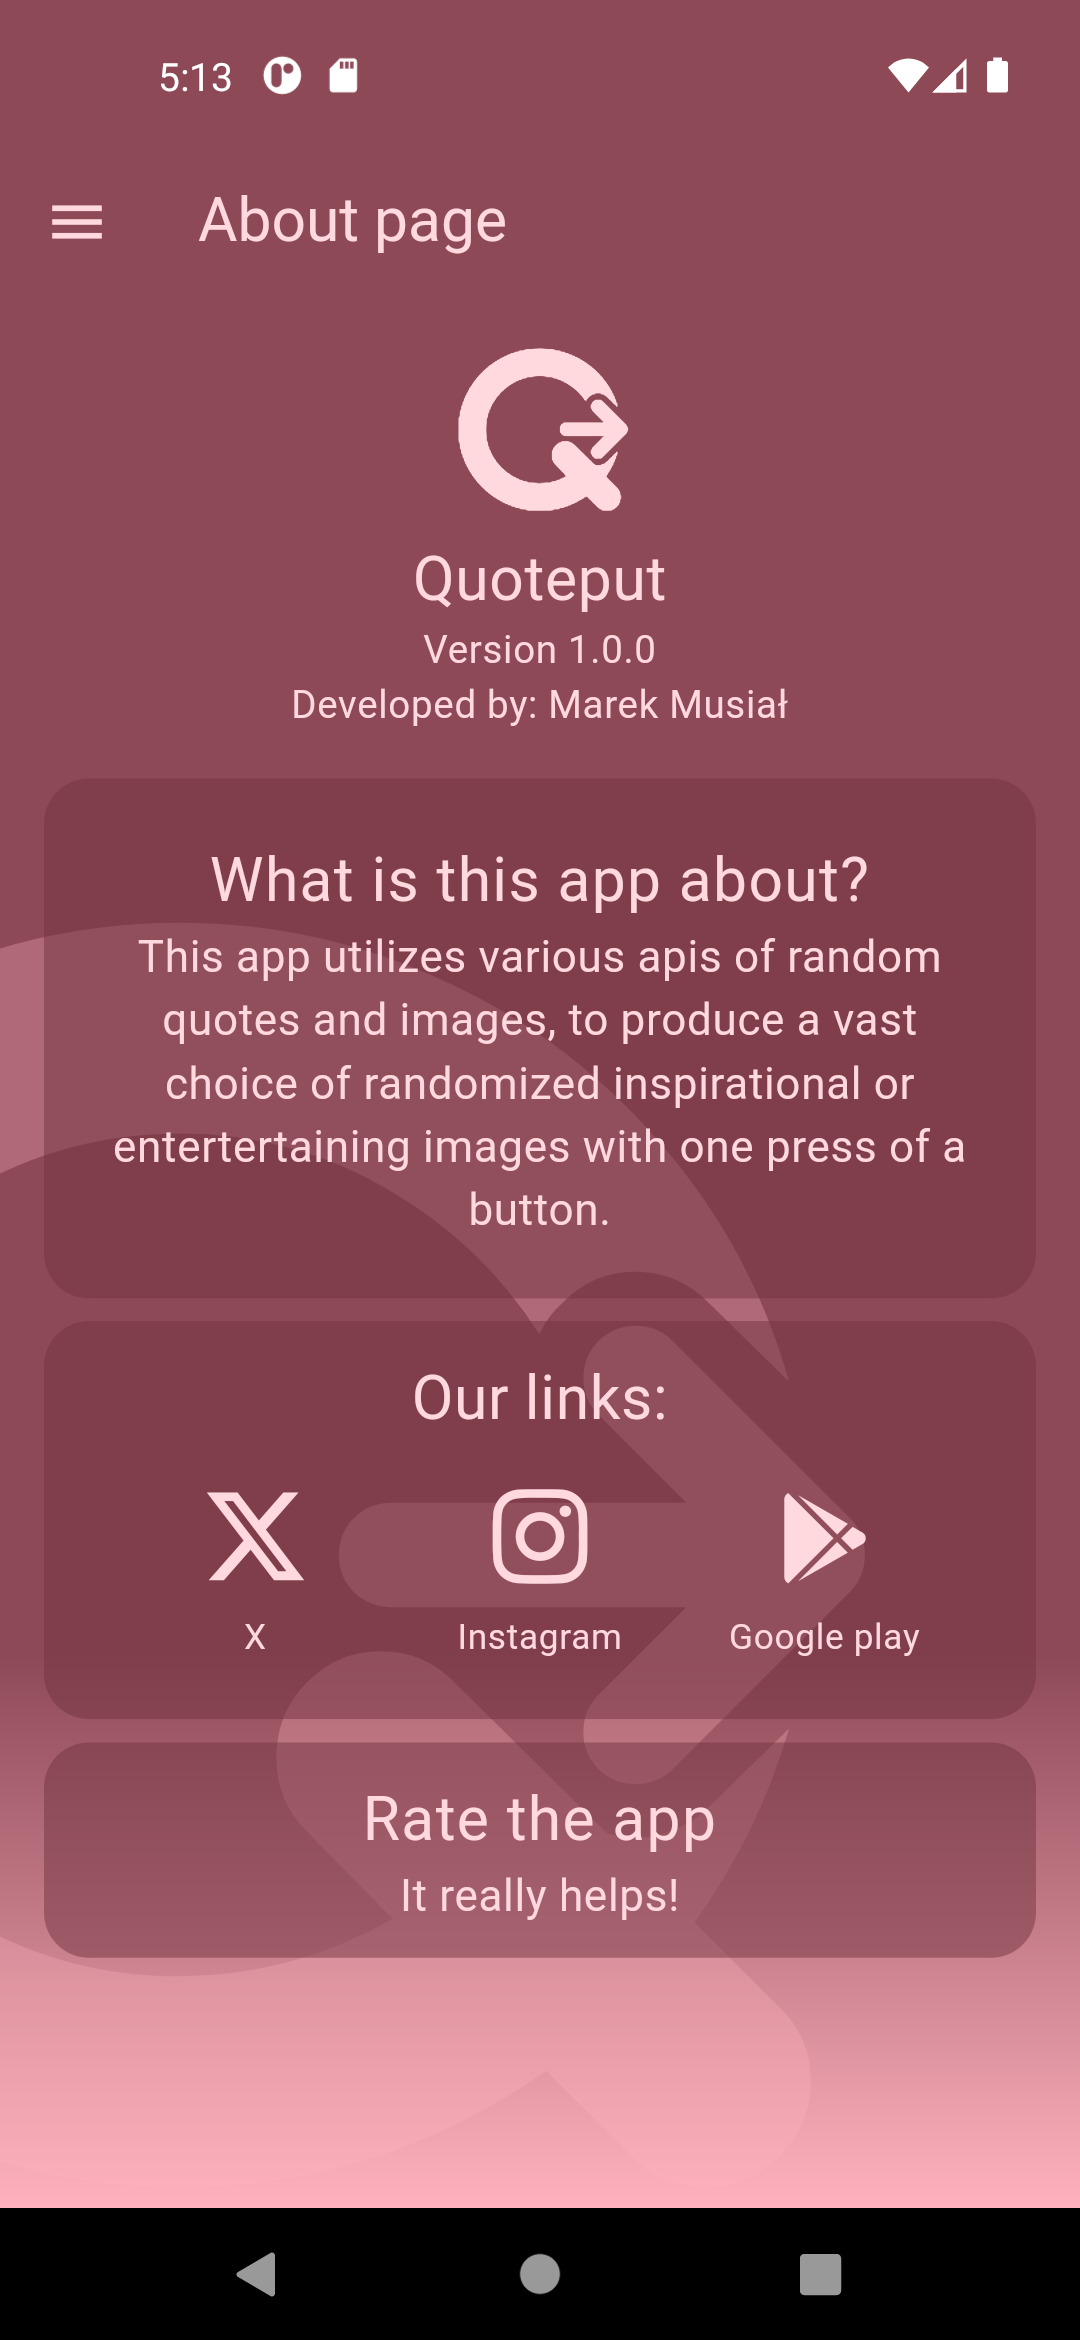 5:13
About page
Quoteput
Version 1.0.0
Developed by: Marek Musiał
What is this app about?
This app utilizes various apis of random
quotes and images, to produce a vast
choice of randomized inspirational or
entertertaining images with one press of a
button.
Our links:
X
Instagram
Google play
Rate the app
It really helps!